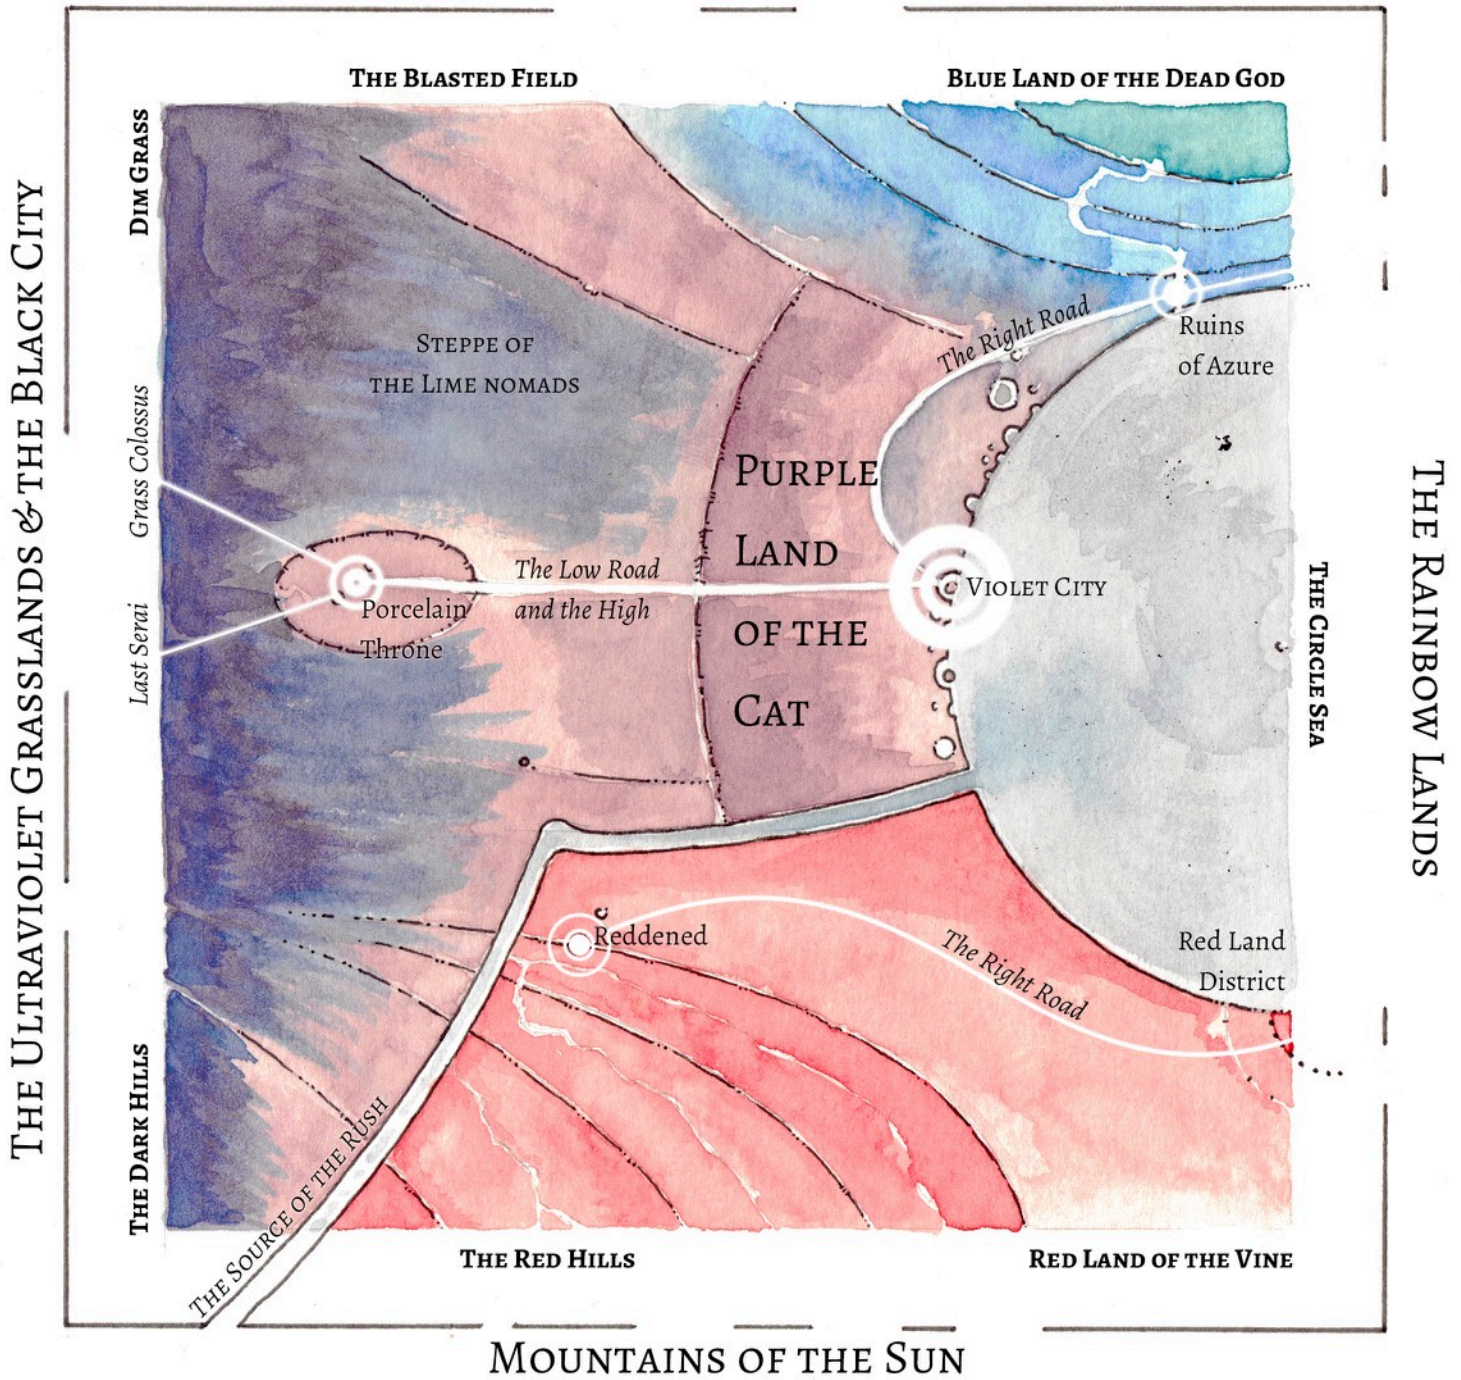 The Blasted Field
Blue Land of the Dead God
Dim Grass
The Ultraviolet Grasslands & the Black City
Grass Colossus
Last Serai
The Dark Hills
Steppe of
the Lime nomads
The Right Road
Ruins
of Azure
Purple
Land
of the
Cat
The Low Road
and the High
Porcelain
Throne
Violet City
The Circle Sea
The Rainbow Lands
Reddened
The Right Road
Red Land
District
The Source of the Rush
The Red Hills
Red Land of the Vine
Mountains of the Sun